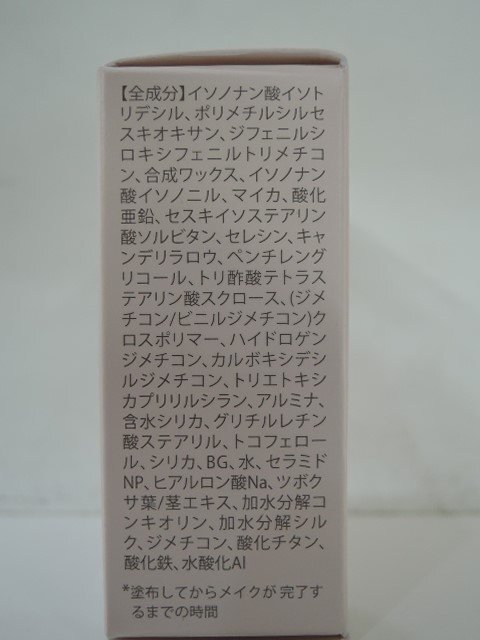 【全成分】イソノナン酸イソト
リデシル、ポリメチルシルセ
スキオキサン、ジフェニルシ
ロキシフェニルトリメチコ
ン、合成ワックス、イソノナン
酸イソノニル、マイカ、酸化
亜鉛、セスキイソステアリン
酸ソルビタン、セレシン、キャ
ンデリラロウ、ペンチレング
リコール、トリ酢酸テトラス
テアリン酸スクロース、(ジメ
チコン/ビニルジメチコン)ク
ロスポリマー、ハイドロゲン
ジメチコン、カルボキシデシ
ルジメチコン、トリエトキシ
カプリリルシラン、アルミナ、
含水シリカ、グリチルレチン
酸ステアリル、トコフェロー
ル、シリカ、BG、水、セラミド
NP、ヒアルロン酸Na、ツボク
サ葉/茎エキス、加水分解コ
ンキオリン、加水分解シル
ク、ジメチコン、酸化チタン、
酸化鉄、水酸化Al
*塗布してからメイクが完了す
るまでの時間